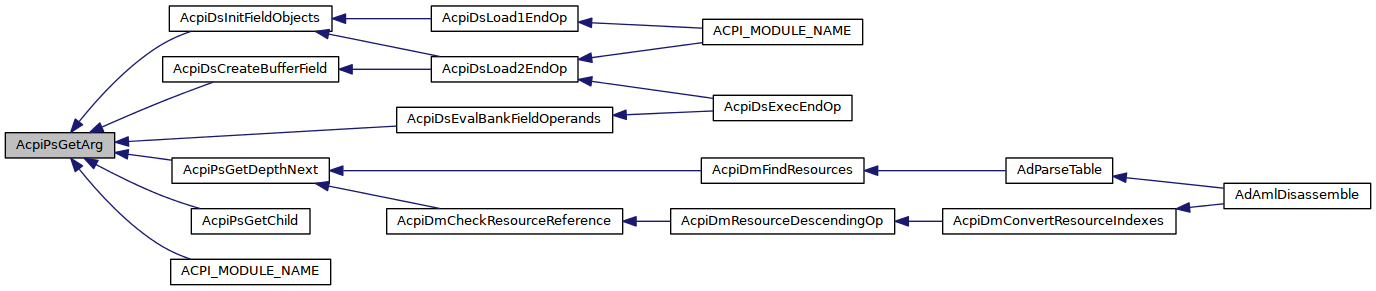 AcpiDsInitFieldObjects
AcpiDsLoad1EndOp
ACPI_MODULE_NAME
AcpiDsCreateBufferField
AcpiDsLoad2EndOp
AcpiDsExecEndOp
AcpiDsEvalBankFieldOperands
AcpiPsGetArg
AcpiPsGetDepthNext
AcpiDmFindResources
AdParseTable
AdAmlDisassemble
AcpiPsGetChild
AcpiDmCheckResourceReference
AcpiDmResourceDescendingOp
AcpiDmConvertResourceIndexes
ACPI_MODULE_NAME